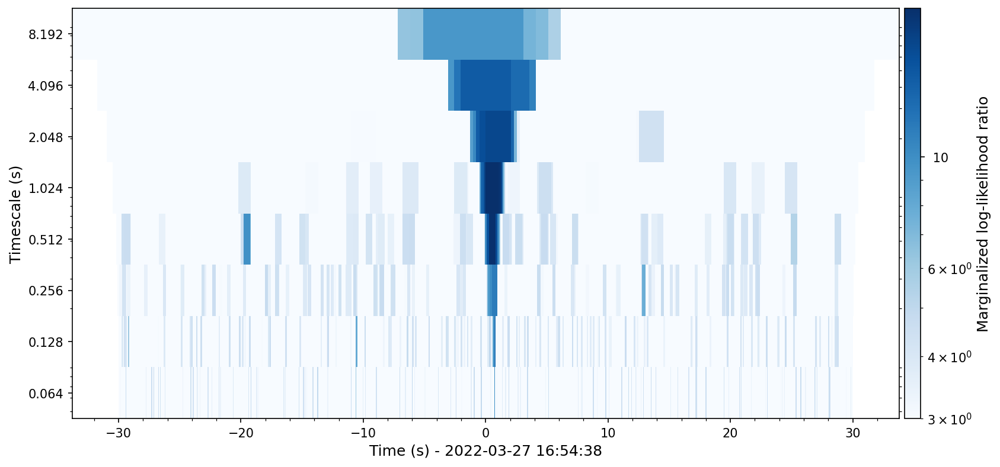 8.192
4.096
2.048
1.024
0.512
0.256
0.128
0.064
Timescale (s)
−30
−20
−10
0
10
20
30
Time (s) - 2022-03-27 16:54:38
10
6 × 10⁰
4 × 10⁰
3 × 10⁰
Marginalized log-likelihood ratio